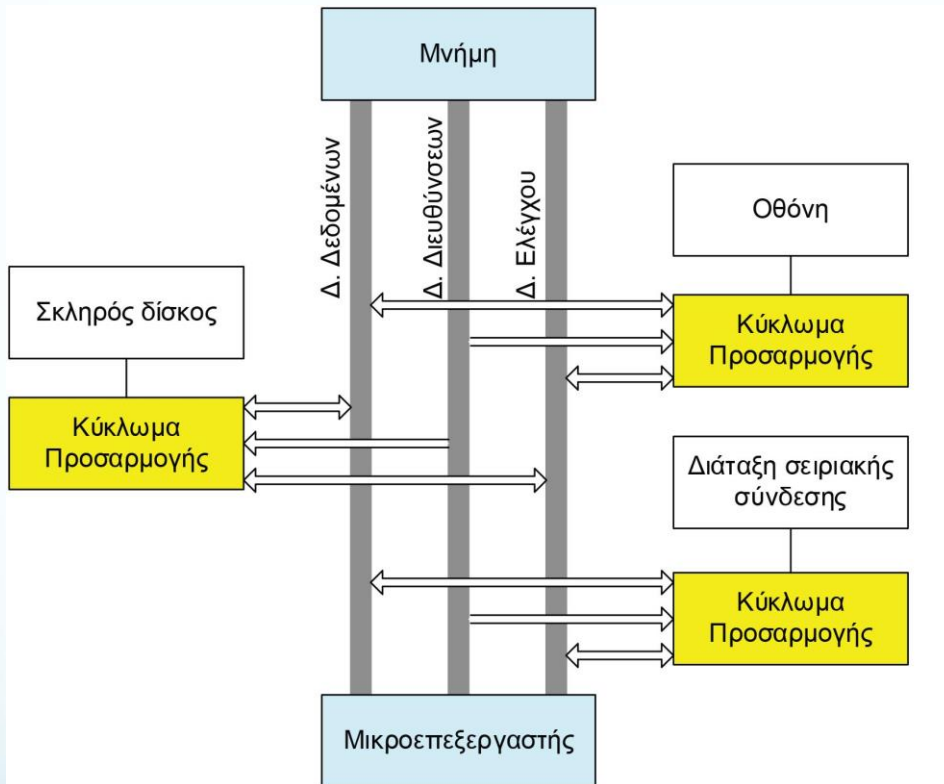 Μνήμη
Δ. Δεδομένων
Δ. Διευθύνσεων
Δ. Ελέγχου
Οθόνη
Κύκλωμα
Προσαρμογής
Σκληρός δίσκος
Κύκλωμα
Προσαρμογής
Διάταξη σειριακής
σύνδεσης
Κύκλωμα
Προσαρμογής
Μικροεπεξεργαστής